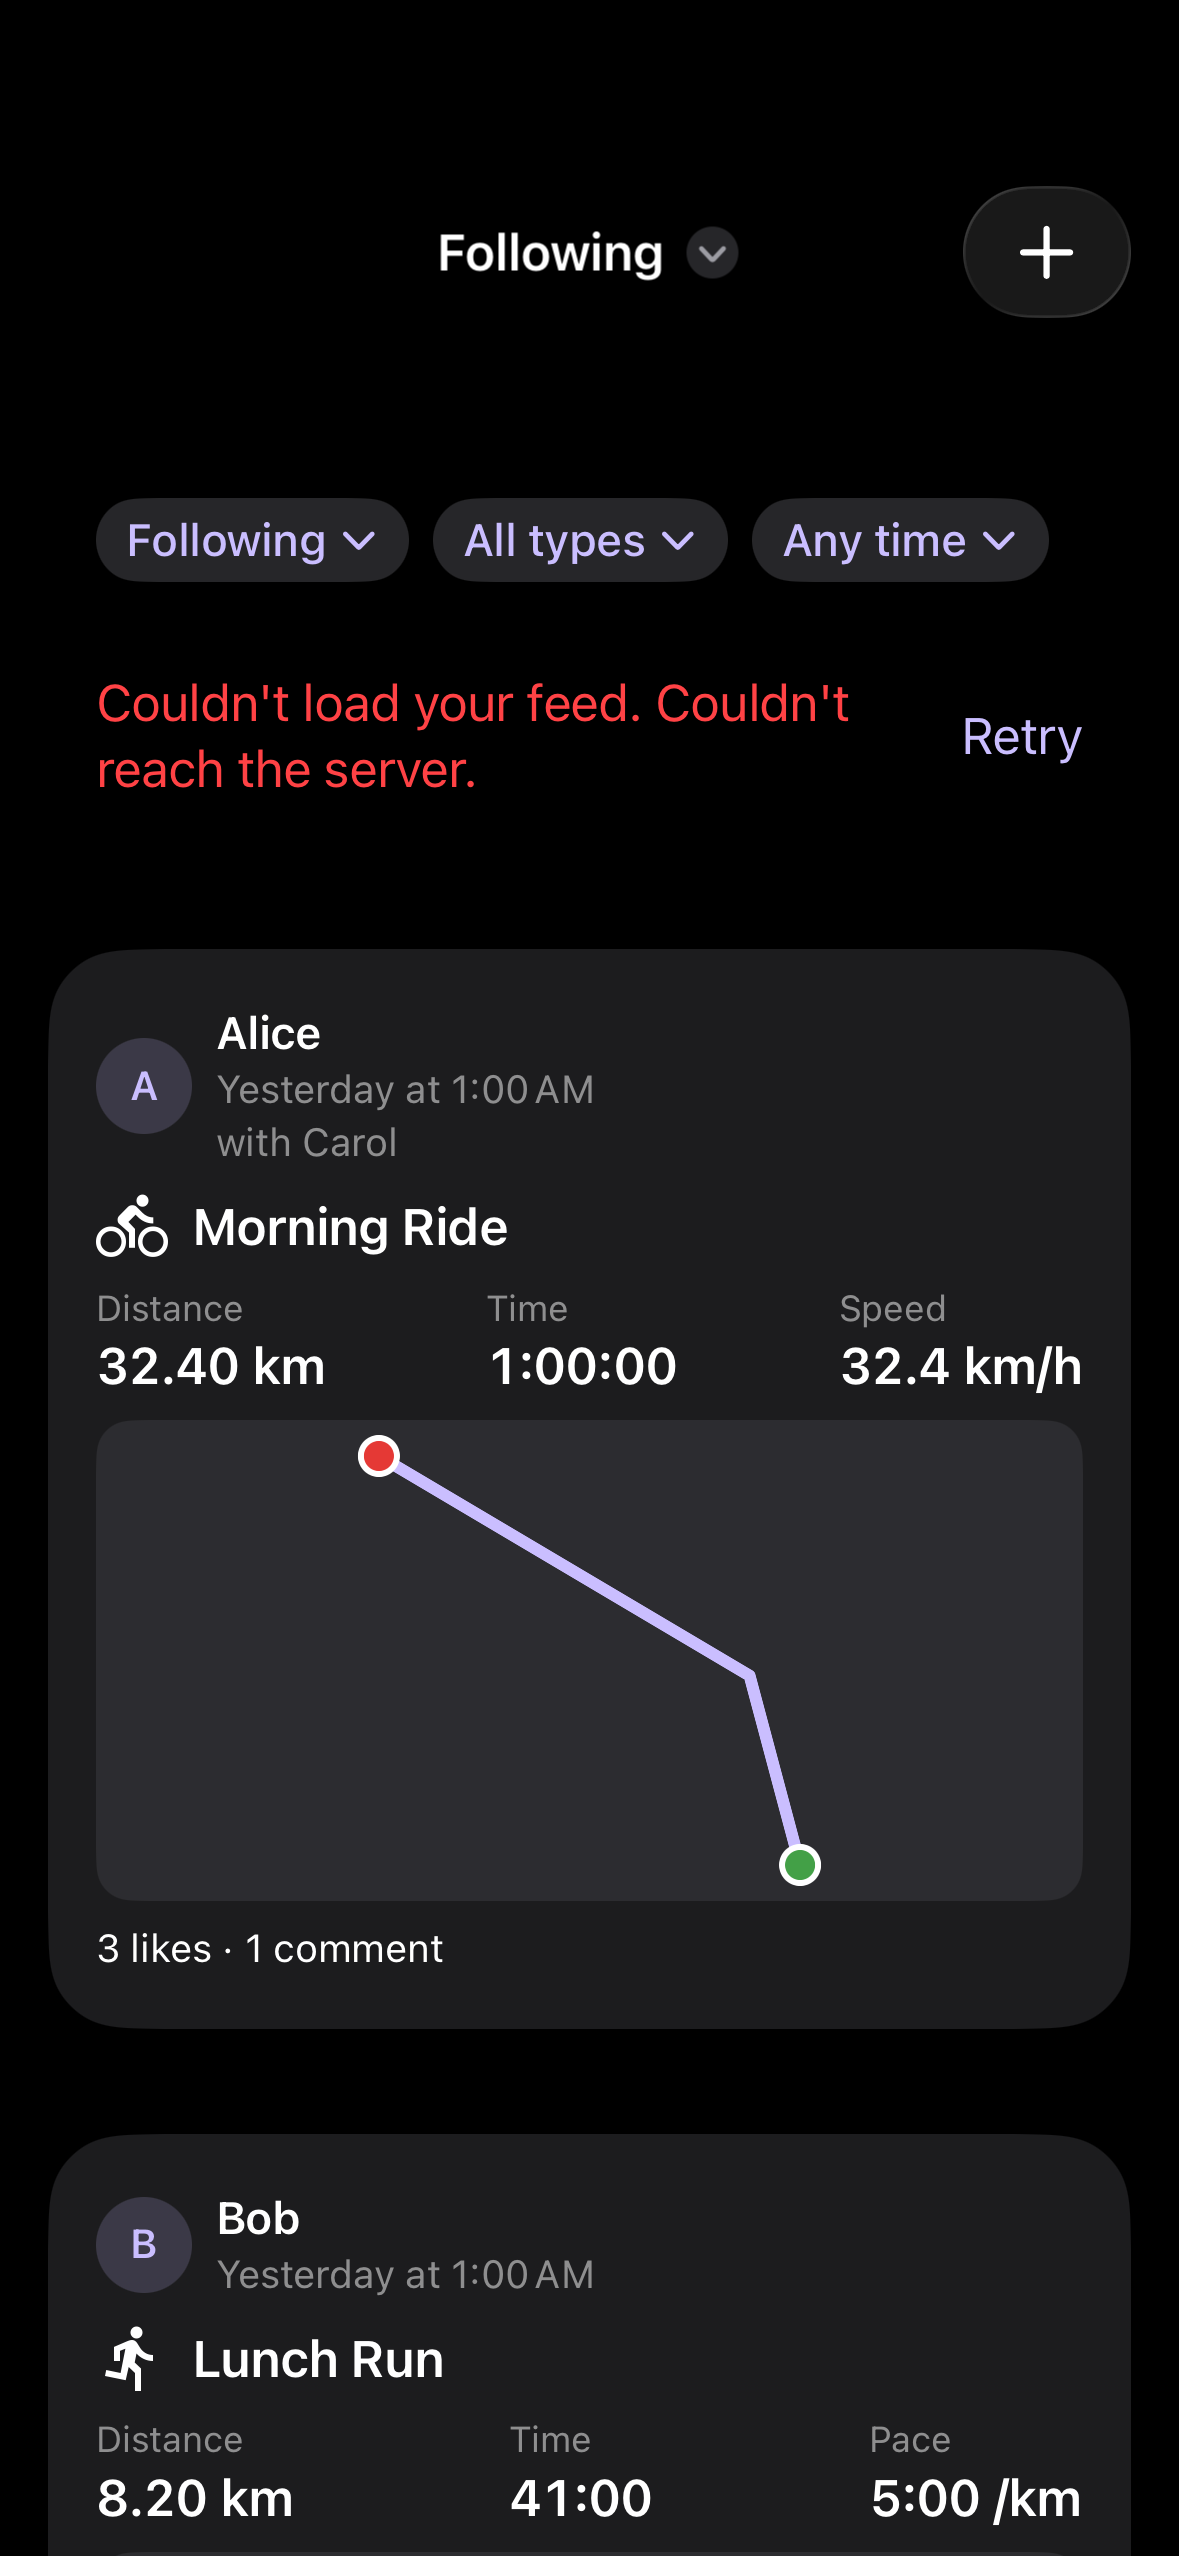 Following
Following
All types
Any time
Couldn't load your feed. Couldn't
reach the server.
Retry
A
Alice
Yesterday at 1:00 AM
with Carol
Morning Ride
Distance
Time
Speed
32.40 km
1:00:00
32.4 km/h
3 likes · 1 comment
B
Bob
Yesterday at 1:00 AM
Lunch Run
Distance
Time
Pace
8.20 km
41:00
5:00 /km